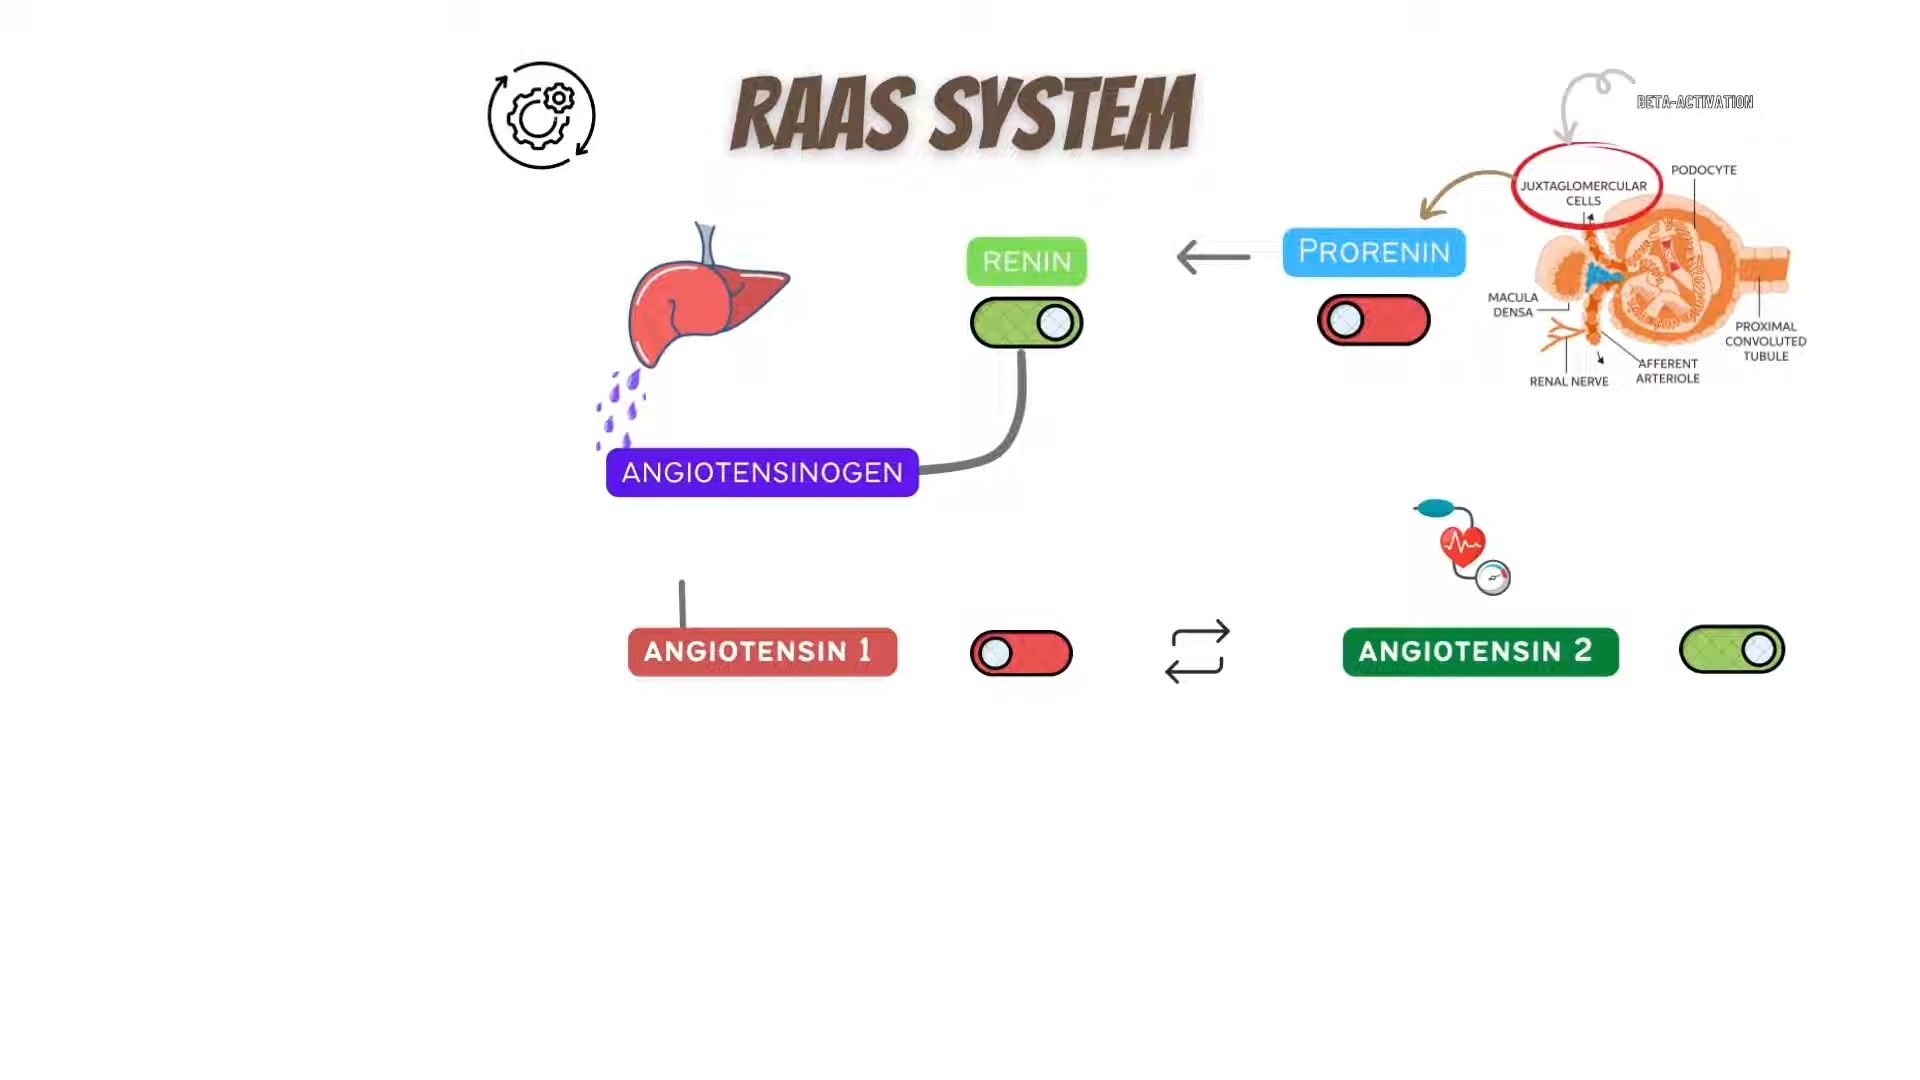 RAAS SYSTEM
BETA-ACTIVATION
PODOCYTE
JUXTAGLOMERCULAR
CELLS
RENIN
PRORENIN
MACULA
DENSA
PROXIMAL
CONVOLUTED
TUBULE
AFFERENT
ARTERIOLE
RENAL NERVE
ANGIOTENSINOGEN
ANGIOTENSIN 1
ANGIOTENSIN 2